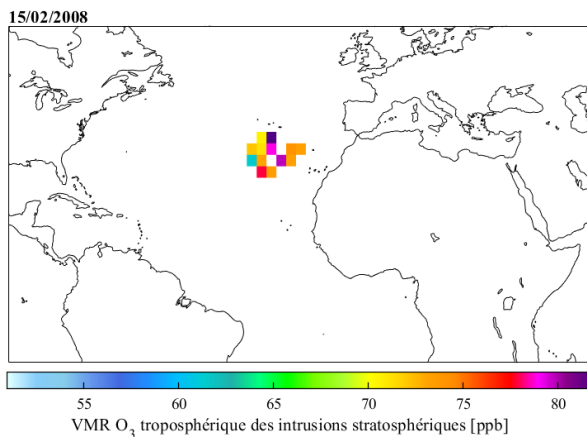 15/02/2008
55 60 65 70 75 80
VMR O3 troposphérique des intrusions stratosphériques [ppb]